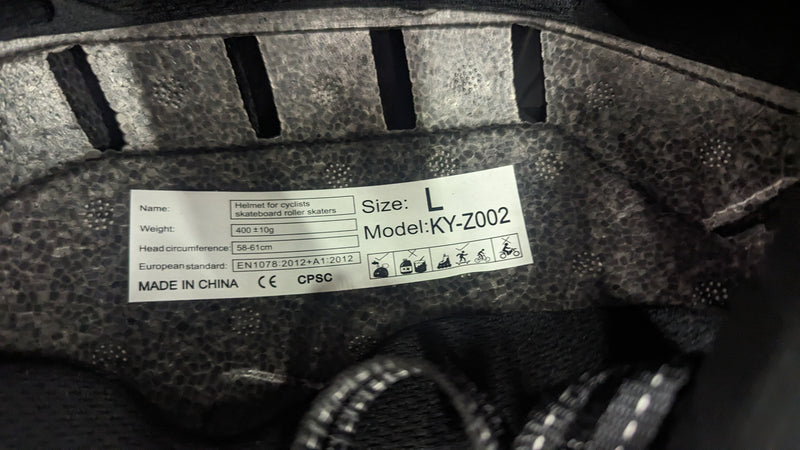 Name: Helmet for cyclists
skateboard roller skaters
Weight: 400 ±10g
Head circumference: 58-61cm
European standard: EN1078:2012+A1:2012
MADE IN CHINA CE CPSC
Size: L
Model:KY-Z002